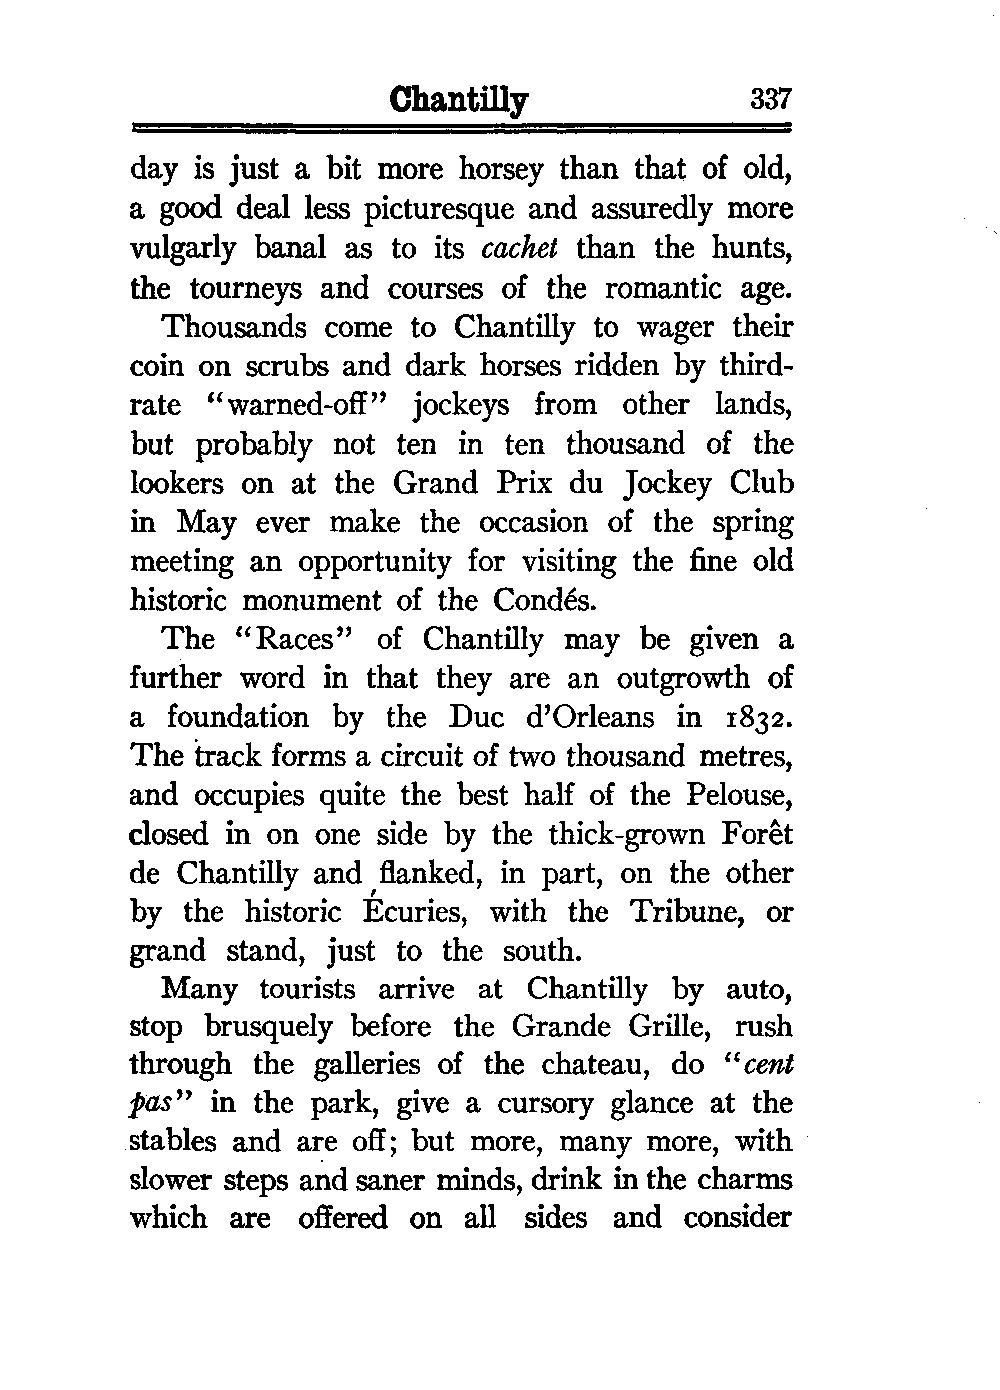 Chantilly 337
day is just a bit more horsey than that of old,
a good deal less picturesque and assuredly more
vulgarly banal as to its cachet than the hunts,
the tourneys and courses of the romantic age.
Thousands come to Chantilly to wager their
coin on scrubs and dark horses ridden by third-
rate "warned-off" jockeys from other lands,
but probably not ten in ten thousand of the
lookers on at the Grand Prix du Jockey Club
in May ever make the occasion of the spring
meeting an opportunity for visiting the fine old
historic monument of the Condés.
The "Races" of Chantilly may be given a
further word in that they are an outgrowth of
a foundation by the Duc d'Orleans in 1832.
The track forms a circuit of two thousand metres,
and occupies quite the best half of the Pelouse,
closed in on one side by the thick-grown Forêt
de Chantilly and flanked, in part, on the other
by the historic Écuries, with the Tribune, or
grand stand, just to the south.
Many tourists arrive at Chantilly by auto,
stop brusquely before the Grande Grille, rush
through the galleries of the chateau, do "cent
pas" in the park, give a cursory glance at the
stables and are off; but more, many more, with
slower steps and saner minds, drink in the charms
which are offered on all sides and consider